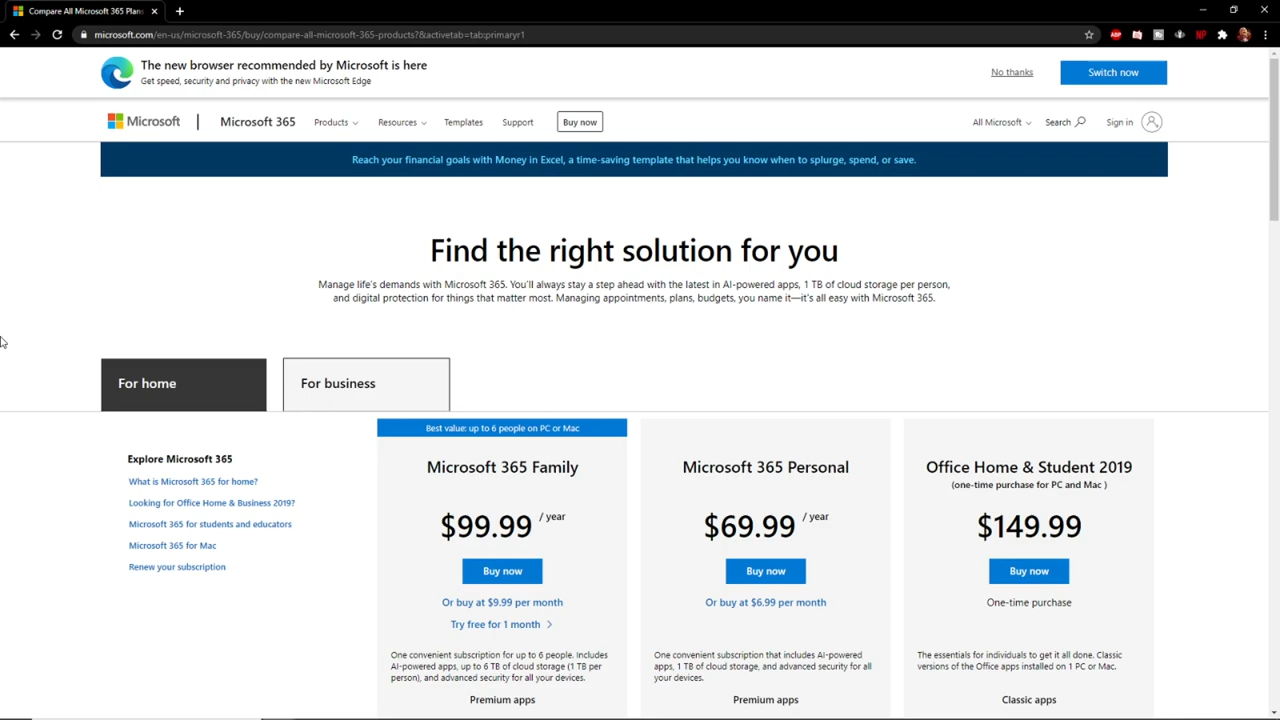 Compare All Microsoft 365 Plans
microsoft.com/en-us/microsoft-365/buy/compare-all-microsoft-365-products?&activetab=tab:primaryr1
ABP
NP
The new browser recommended by Microsoft is here
Get speed, security and privacy with the new Microsoft Edge
No thanks
Switch now
Microsoft
Microsoft 365
Products
Resources
Templates
Support
Buy now
All Microsoft
Search
Sign in
Reach your financial goals with Money in Excel, a time-saving template that helps you know when to splurge, spend, or save.
Find the right solution for you
Manage life's demands with Microsoft 365. You'll always stay a step ahead with the latest in AI-powered apps, 1 TB of cloud storage per person,
and digital protection for things that matter most. Managing appointments, plans, budgets, you name it—it's all easy with Microsoft 365.
For home
For business
Explore Microsoft 365
What is Microsoft 365 for home?
Looking for Office Home & Business 2019?
Microsoft 365 for students and educators
Microsoft 365 for Mac
Renew your subscription
Best value: up to 6 people on PC or Mac
Microsoft 365 Family
$99.99 / year
Buy now
Or buy at $9.99 per month
Try free for 1 month
One convenient subscription for up to 6 people. Includes
AI-powered apps, up to 6 TB of cloud storage (1 TB per
person), and advanced security for all your devices.
Premium apps
Microsoft 365 Personal
$69.99 / year
Buy now
Or buy at $6.99 per month
One convenient subscription that includes AI-powered
apps, 1 TB of cloud storage, and advanced security for all
your devices.
Premium apps
Office Home & Student 2019
(one-time purchase for PC and Mac )
$149.99
Buy now
One-time purchase
The essentials for individuals to get it all done. Classic
versions of the Office apps installed on 1 PC or Mac.
Classic apps